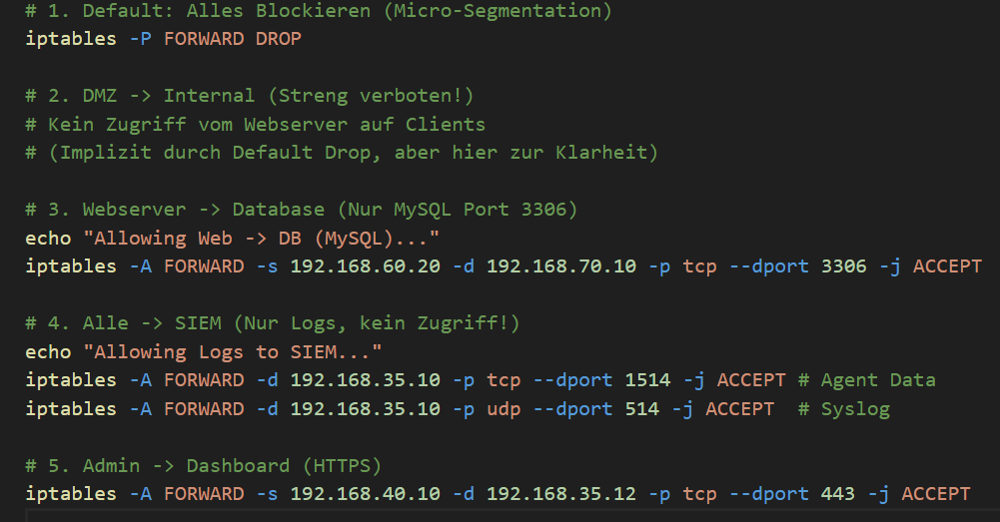 # 1. Default: Alles Blockieren (Micro-Segmentation)
iptables -P FORWARD DROP
# 2. DMZ -> Internal (Streng verboten!)
# Kein Zugriff vom Webserver auf Clients
# (Implizit durch Default Drop, aber hier zur Klarheit)
# 3. Webserver -> Database (Nur MySQL Port 3306)
echo "Allowing Web -> DB (MySQL)..."
iptables -A FORWARD -s 192.168.60.20 -d 192.168.70.10 -p tcp --dport 3306 -j ACCEPT
# 4. Alle -> SIEM (Nur Logs, kein Zugriff!)
echo "Allowing Logs to SIEM..."
iptables -A FORWARD -d 192.168.35.10 -p tcp --dport 1514 -j ACCEPT # Agent Data
iptables -A FORWARD -d 192.168.35.10 -p udp --dport 514 -j ACCEPT  # Syslog
# 5. Admin -> Dashboard (HTTPS)
iptables -A FORWARD -s 192.168.40.10 -d 192.168.35.12 -p tcp --dport 443 -j ACCEPT